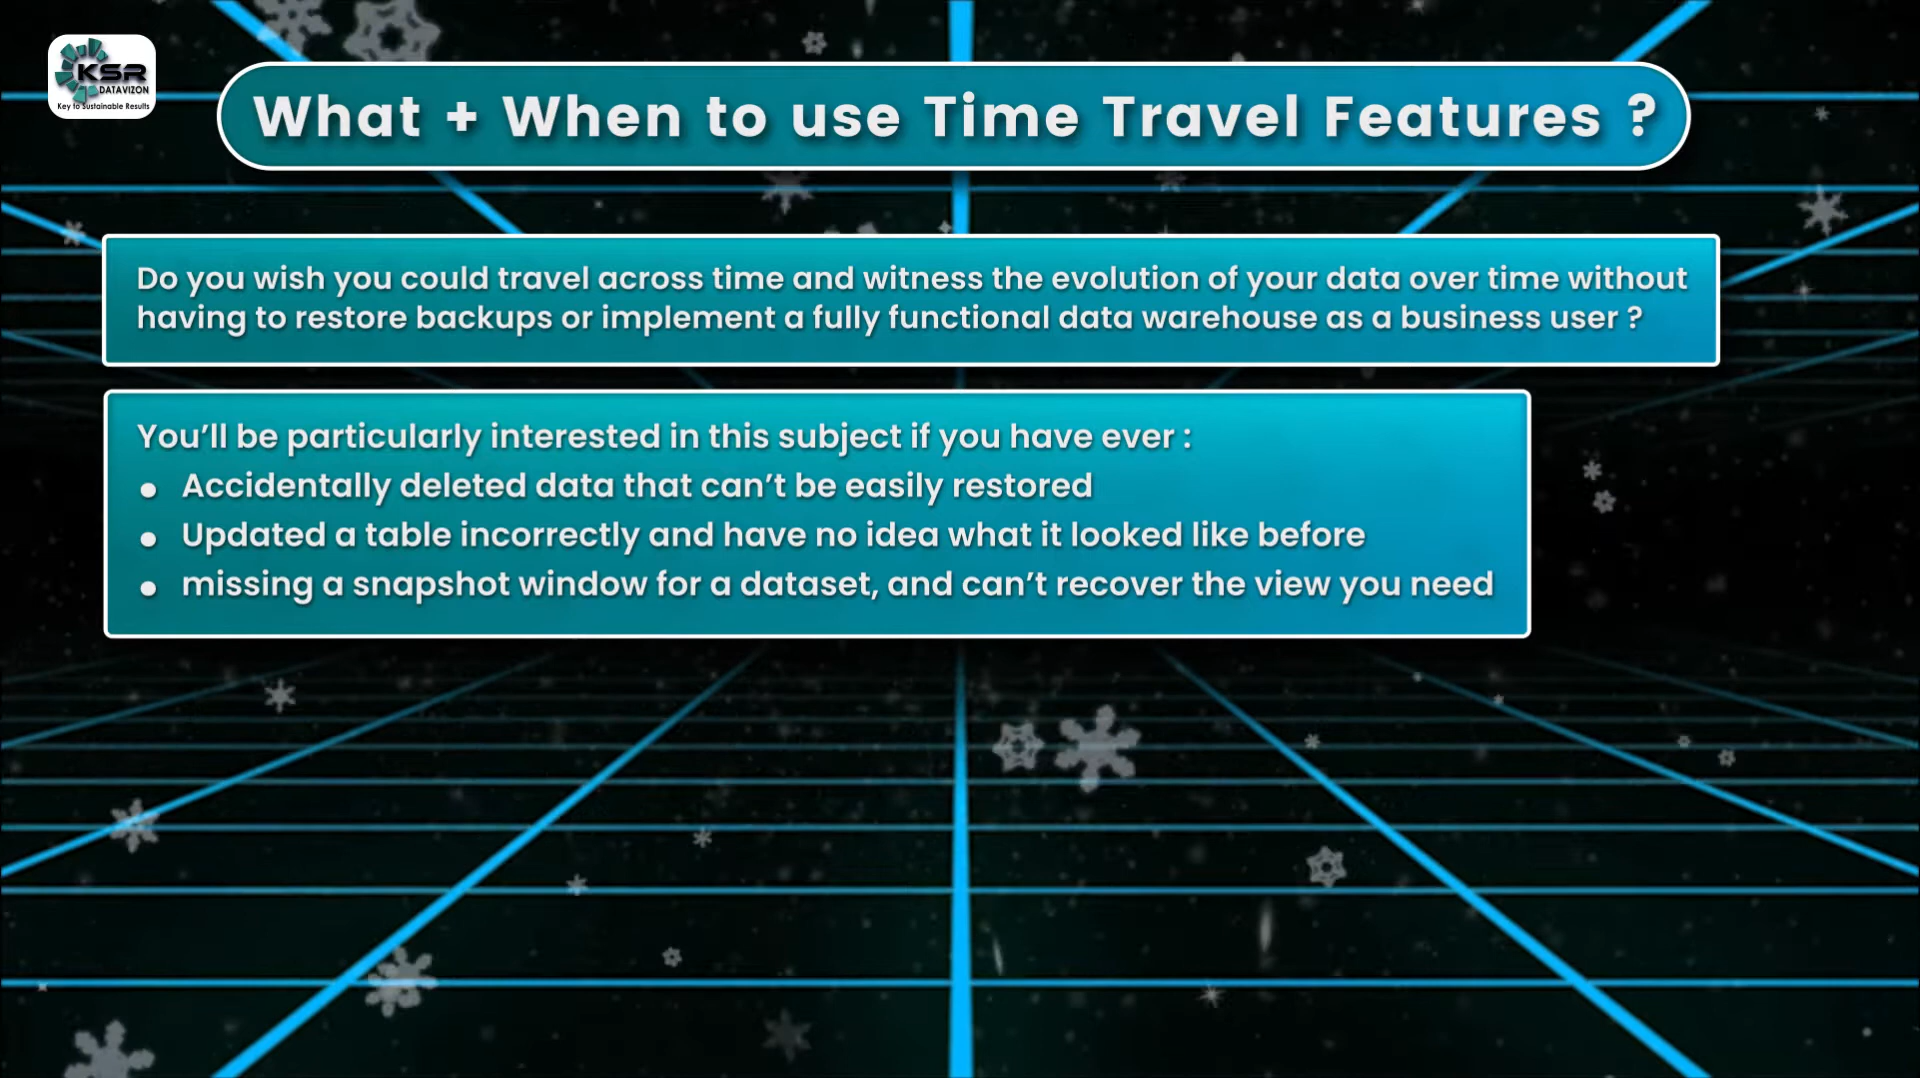 KSR
DATAVIZON
Key to Sustainable Results
What + When to use Time Travel Features ?
Do you wish you could travel across time and witness the evolution of your data over time without
having to restore backups or implement a fully functional data warehouse as a business user ?
You’ll be particularly interested in this subject if you have ever :
● Accidentally deleted data that can’t be easily restored
● Updated a table incorrectly and have no idea what it looked like before
● missing a snapshot window for a dataset, and can’t recover the view you need